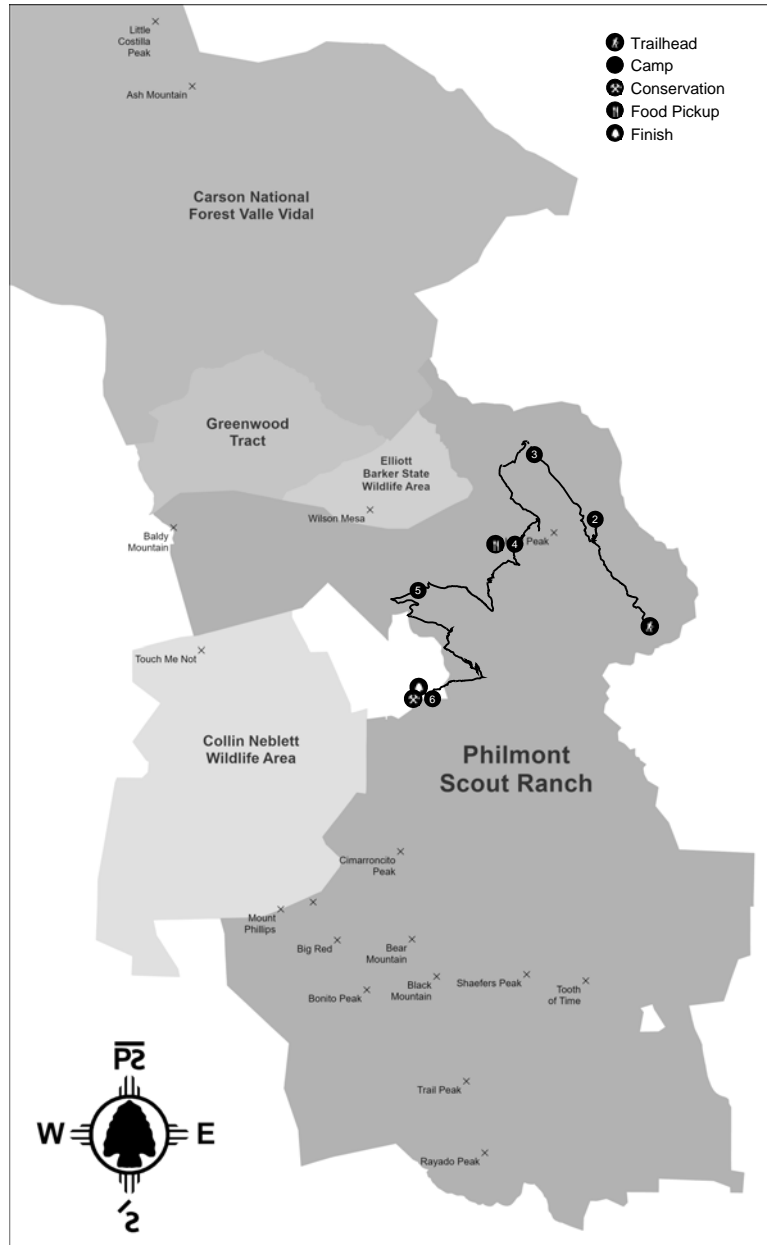 Little
Costilla
Peak
Ash Mountain
Trailhead
Camp
Conservation
Food Pickup
Finish
Carson National
Forest Valle Vidal
Greenwood
Tract
Elliott
Barker State
Wildlife Area
Wilson Mesa
Baldy
Mountain
3
2
4
Peak
5
Touch Me Not
6
Collin Neblett
Wildlife Area
Philmont
Scout Ranch
Cimarroncito
Peak
Mount
Phillips
Big Red
Bear
Mountain
Bonito Peak
Black
Mountain
Shaefers Peak
Tooth
of Time
Trail Peak
Rayado Peak
W
E